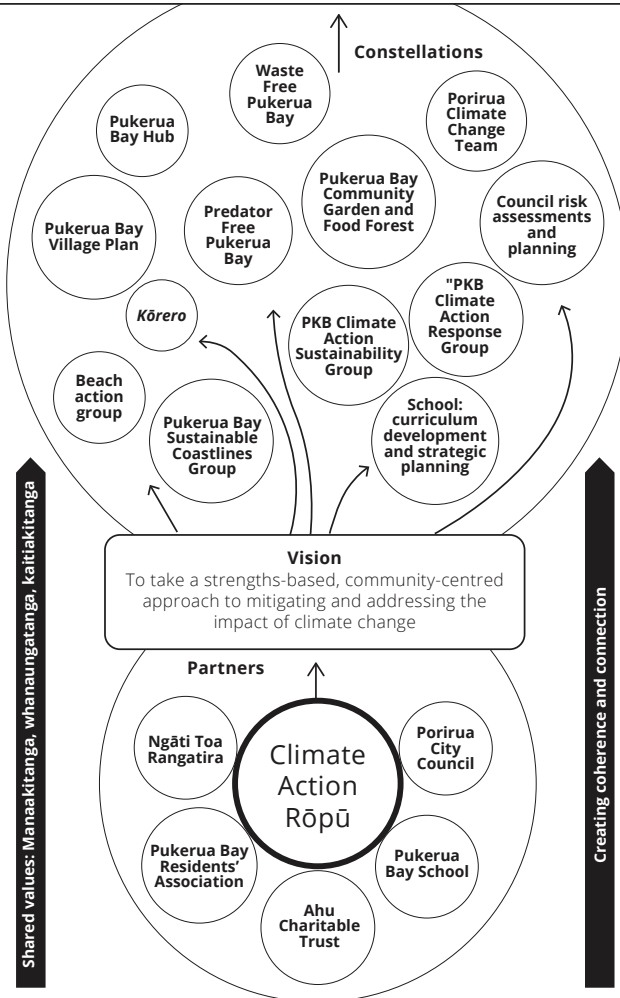 Constellations
Waste
Free
Pukerua
Bay
Pukerua
Bay Hub
Porirua
Climate
Change
Team
Pukerua Bay
Community
Garden and
Food Forest
Pukerua Bay
Village Plan
Predator
Free
Pukerua
Bay
Council risk
assessments
and
planning
Kōrero
PKB Climate
Action
Sustainability
Group
"PKB
Climate
Action
Response
Group
Beach
action
group
Pukerua Bay
Sustainable
Coastlines
Group
School:
curriculum
development
and strategic
planning
Shared values: Manaakitanga, whanaungatanga, kaitiakitanga
Vision
To take a strengths-based, community-centred
approach to mitigating and addressing the
impact of climate change
Creating coherence and connection
Partners
Ngāti Toa
Rangatira
Climate
Action
Rōpū
Porirua
City
Council
Pukerua Bay
Residents’
Association
Pukerua
Bay School
Ahu
Charitable
Trust